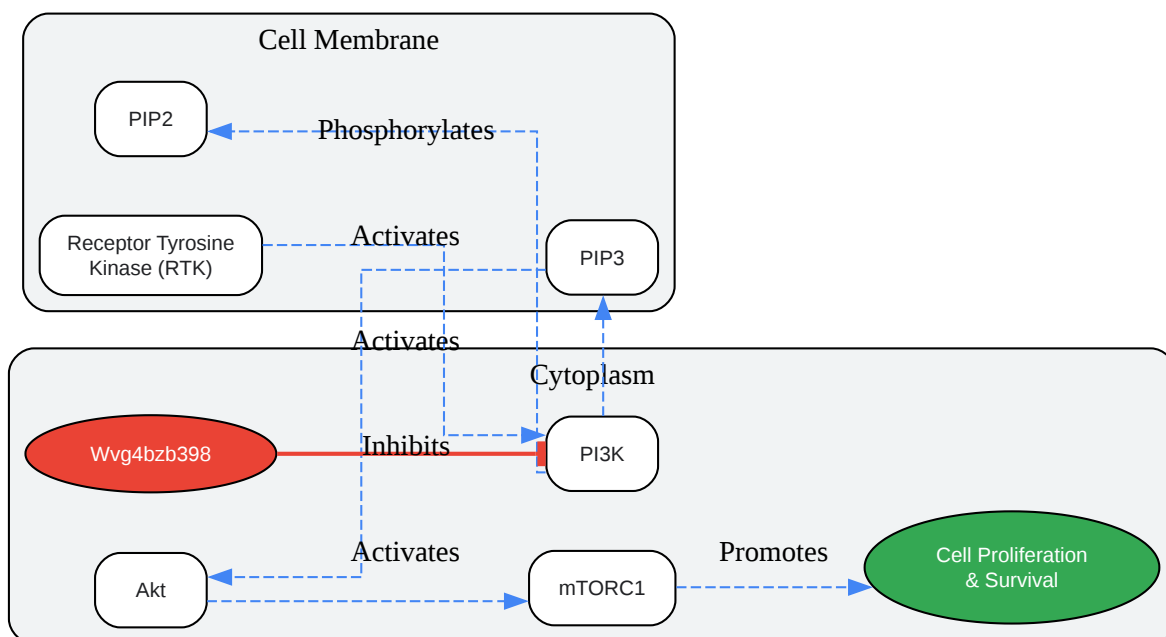 Cell Membrane
PIP2
Phosphorylates
Receptor Tyrosine
Kinase (RTK)
Activates
PIP3
Activates
Cytoplasm
Wvg4bzb398
Inhibits
PI3K
Akt
Activates
mTORC1
Promotes
Cell Proliferation
& Survival